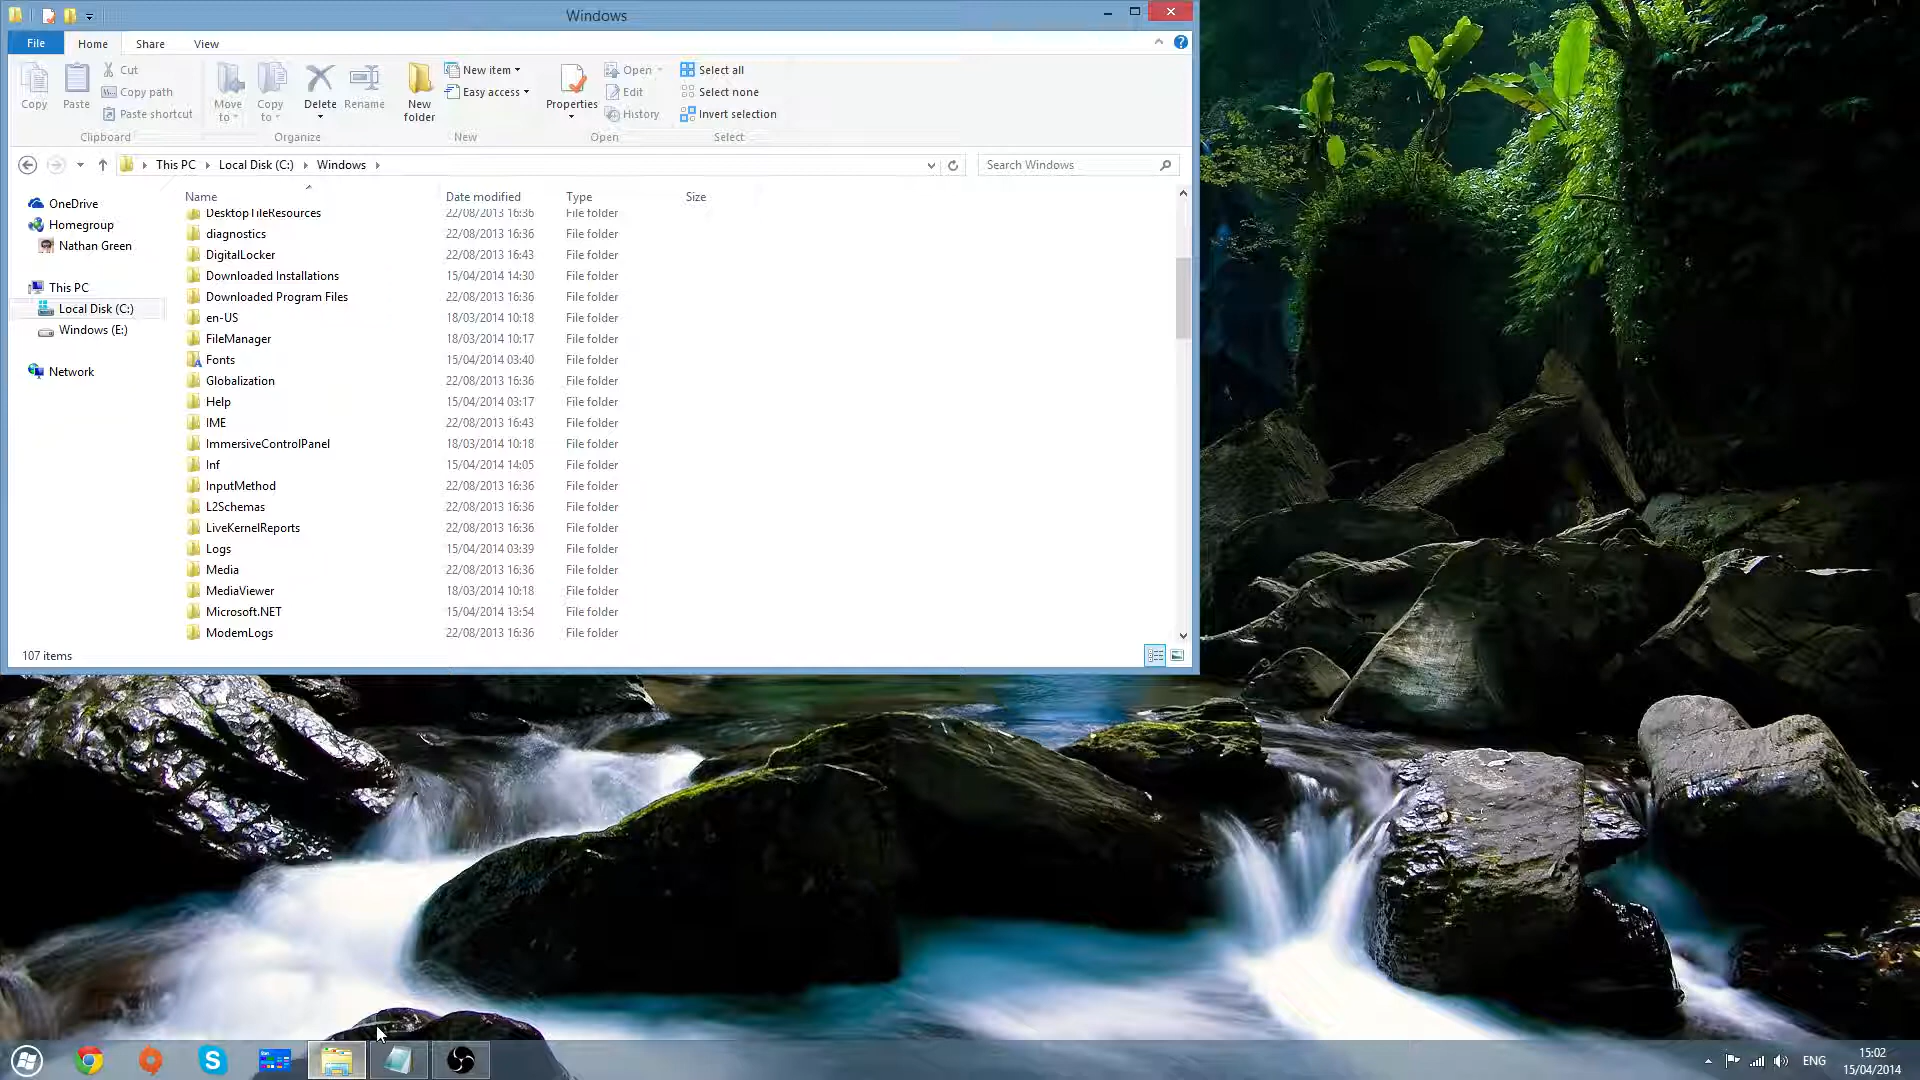 Windows
File Home Share View
Copy
Paste
Cut
Copy path
Paste shortcut
Clipboard
Move to
Copy to
Delete
Rename
Organize
New folder
New item
Easy access
New
Properties
Open
Edit
History
Open
Select all
Select none
Invert selection
Select
This PC Local Disk (C:) Windows
Search Windows
OneDrive
Homegroup
Nathan Green
This PC
Local Disk (C:)
Windows (E:)
Network
Name Date modified Type Size
DesktopTileResources 22/08/2013 16:36 File folder
diagnostics 22/08/2013 16:36 File folder
DigitalLocker 22/08/2013 16:43 File folder
Downloaded Installations 15/04/2014 14:30 File folder
Downloaded Program Files 22/08/2013 16:36 File folder
en-US 18/03/2014 10:18 File folder
FileManager 18/03/2014 10:17 File folder
Fonts 15/04/2014 03:40 File folder
Globalization 22/08/2013 16:36 File folder
Help 15/04/2014 03:17 File folder
IME 22/08/2013 16:43 File folder
ImmersiveControlPanel 18/03/2014 10:18 File folder
Inf 15/04/2014 14:05 File folder
InputMethod 22/08/2013 16:36 File folder
L2Schemas 22/08/2013 16:36 File folder
LiveKernelReports 22/08/2013 16:36 File folder
Logs 15/04/2014 03:39 File folder
Media 22/08/2013 16:36 File folder
MediaViewer 18/03/2014 10:18 File folder
Microsoft.NET 15/04/2014 13:54 File folder
ModemLogs 22/08/2013 16:36 File folder
107 items
ENG
15:02
15/04/2014